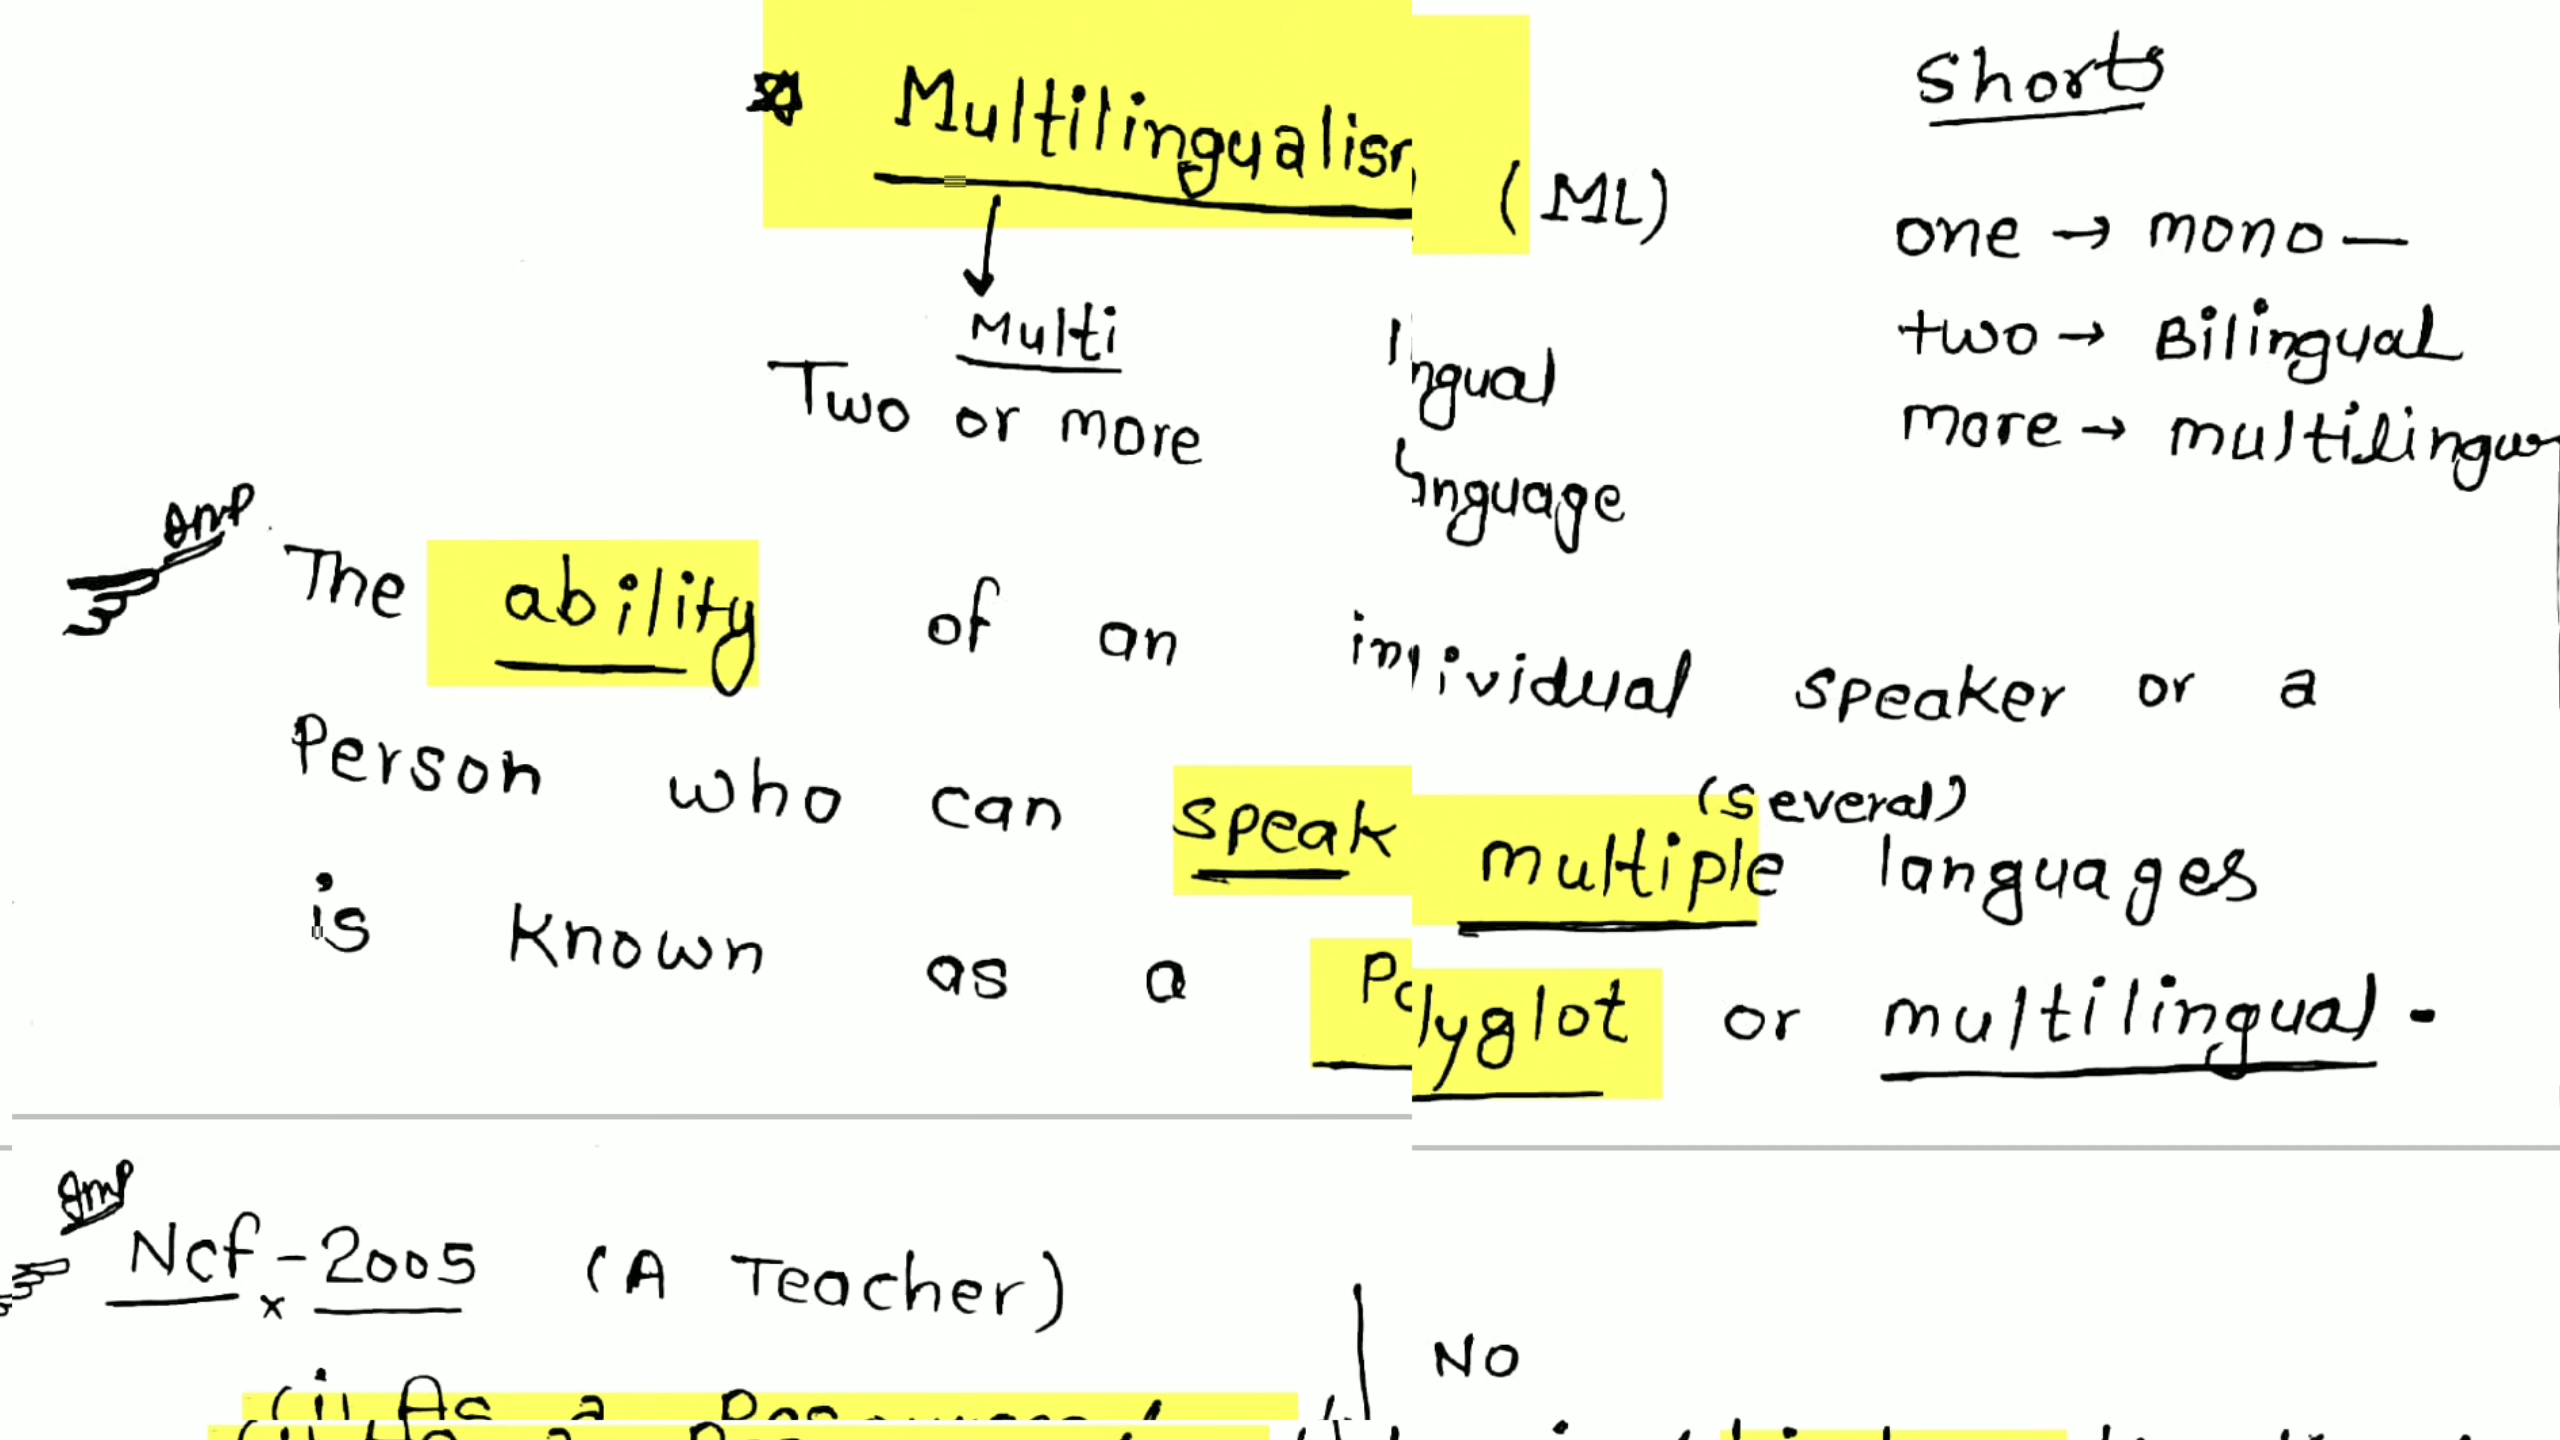 Multilingualism (ML)
Multi lingual
Two or more language
Shorts
one → mono —
two → Bilingual
more → multilingu
Imp
The ability of an individual speaker or a
Person who can speak multiple (several) languages
is known as a Polyglot or multilingual.
Imp
Ncf - 2005 (A Teacher)
NO
(i) As a